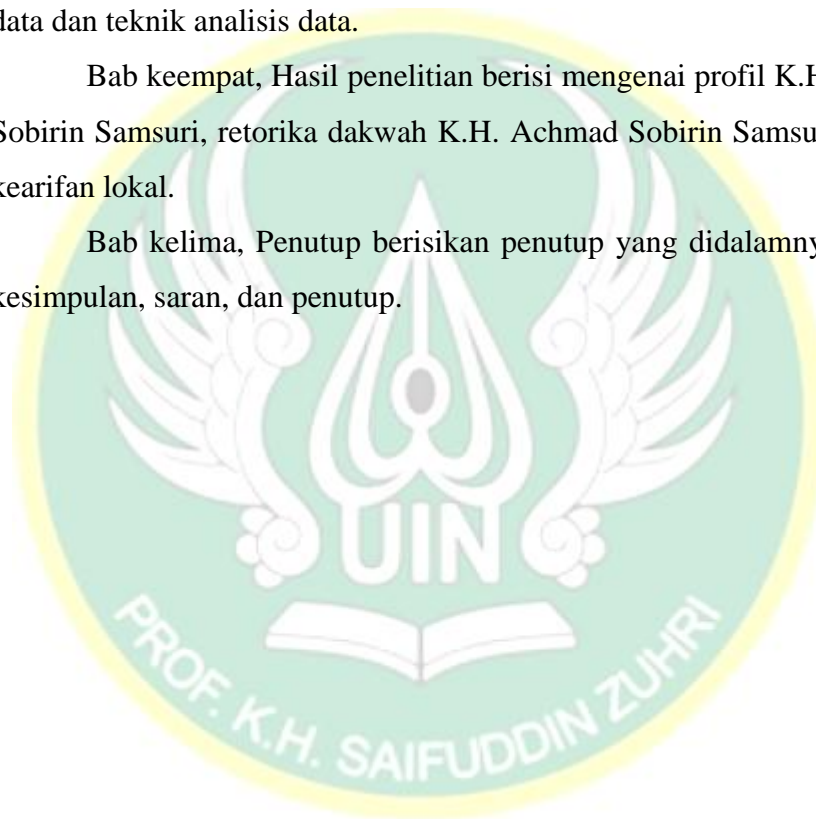 data dan teknik analisis data.
Bab keempat, Hasil penelitian berisi mengenai profil K.H
Sobirin Samsuri, retorika dakwah K.H. Achmad Sobirin Samsu
kearifan lokal.
Bab kelima, Penutup berisikan penutup yang didalamny
kesimpulan, saran, dan penutup.
UIN
PROF. K.H. SAIFUDDIN ZUHRI